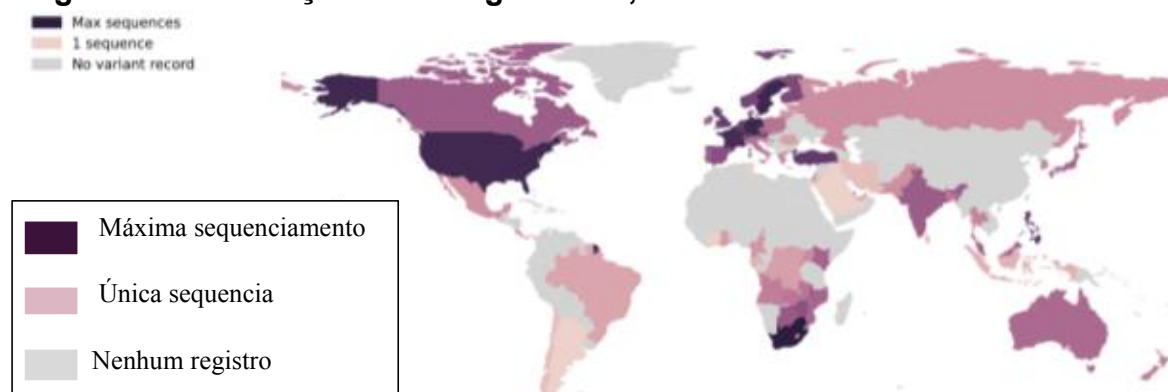 Max sequences
1 sequence
No variant record
Máxima sequenciamento
Única sequencia
Nenhum registro